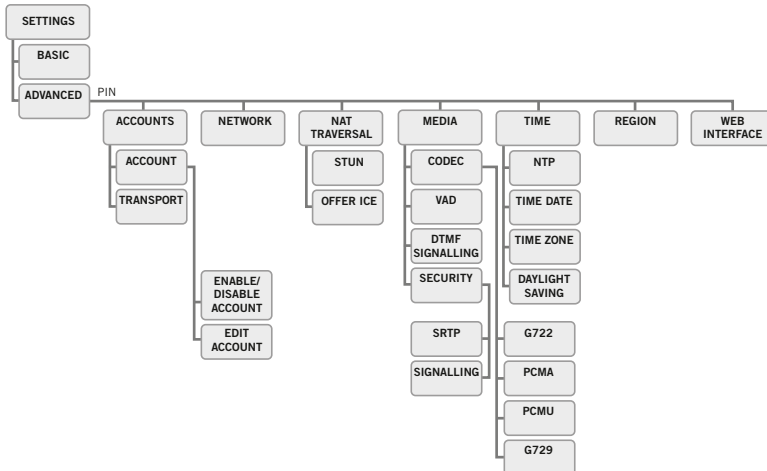 SETTINGS
BASIC
ADVANCED
PIN
ACCOUNTS
NETWORK
NAT
TRAVERSAL
MEDIA
TIME
REGION
WEB
INTERFACE
ACCOUNT
STUN
CODEC
NTP
TRANSPORT
OFFER ICE
VAD
TIME DATE
DTMF
SIGNALLING
TIME ZONE
SECURITY
DAYLIGHT
SAVING
ENABLE/
DISABLE
ACCOUNT
EDIT
ACCOUNT
SRTP
G722
SIGNALLING
PCMA
PCMU
G729